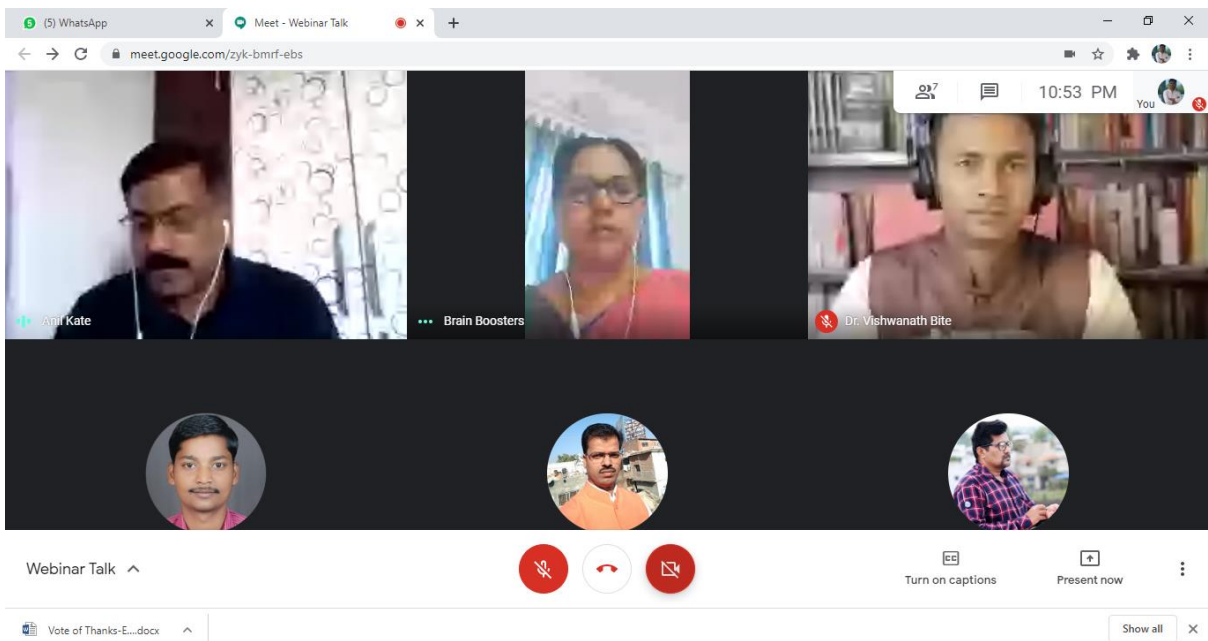 (5) WhatsApp
Meet - Webinar Talk
meet.google.com/zyk-bmrf-ebs
7
10:53 PM
You
Anil Kate
Brain Boosters
Dr. Vishwanath Bite
Webinar Talk
CC
Turn on captions
Present now
Vote of Thanks-E....docx
Show all